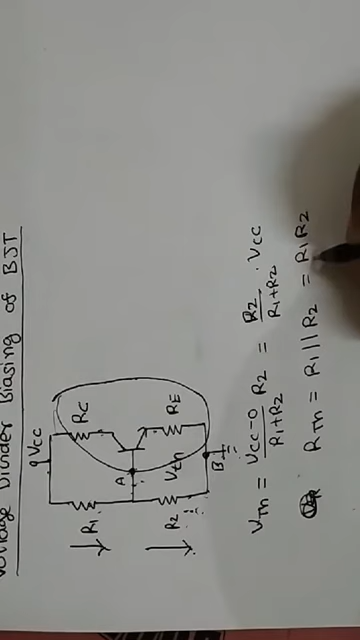 Voltage Divider Biasing of BJT
Vcc
R1
RC
A
Vth
R2
RE
B
VTh = Vcc-0 / R1+R2 R2 = R2 / R1+R2 . Vcc
RTh = R1 || R2 = R1R2